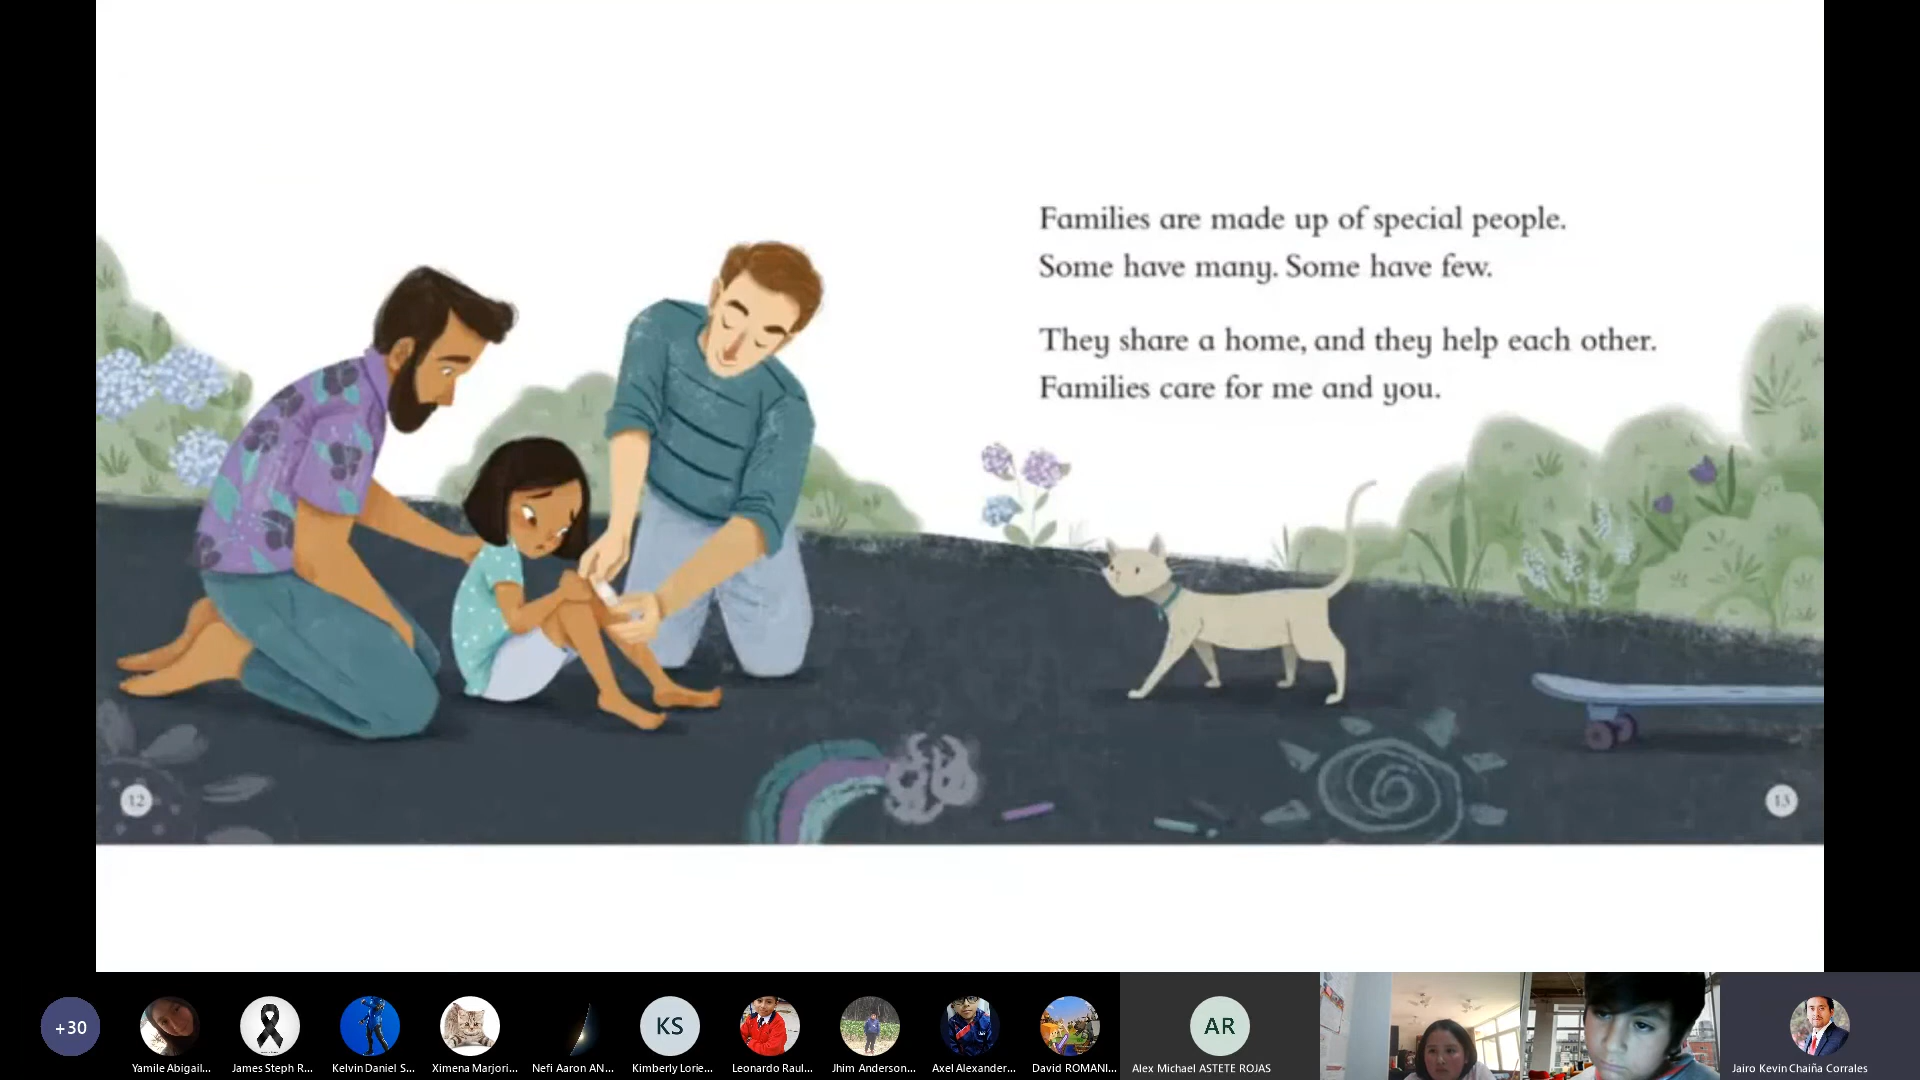 Families are made up of special people.
Some have many. Some have few.
They share a home, and they help each other.
Families care for me and you.
12
13
+30
Yamile Abigail...
James Steph R...
Kelvin Daniel S...
Ximena Marjori...
Nefi Aaron AN...
KS
Kimberly Lorie...
Leonardo Raul...
Jhim Anderson...
Axel Alexander...
David ROMANI...
AR
Alex Michael ASTETE ROJAS
Jairo Kevin Chaiña Corrales